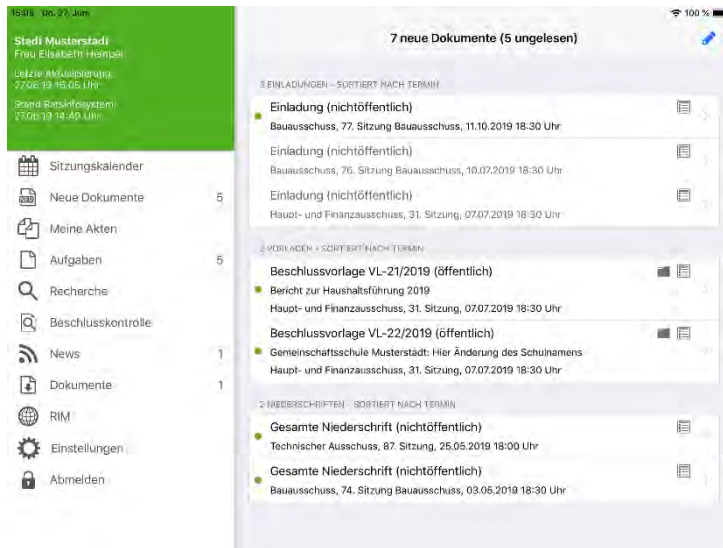 15:05 Do. 27. Juni
100 %
Stadt Musterstadt
Frau Elisabeth Hempel
Letzte Aktualisierung:
27.06.19 15:05 Uhr
Stand Ratsinfosystem:
27.06.19 14:49 Uhr
Sitzungskalender
Neue Dokumente 5
Meine Akten
Aufgaben 5
Recherche
Beschlusskontrolle
News 1
Dokumente 1
RIM
Einstellungen
Abmelden
7 neue Dokumente (5 ungelesen)
3 EINLADUNGEN - SORTIERT NACH TERMIN
Einladung (nichtöffentlich)
Bauausschuss, 77. Sitzung Bauausschuss, 11.10.2019 18:30 Uhr
Einladung (nichtöffentlich)
Bauausschuss, 76. Sitzung Bauausschuss, 10.07.2019 18:30 Uhr
Einladung (nichtöffentlich)
Haupt- und Finanzausschuss, 31. Sitzung, 07.07.2019 18:30 Uhr
2 VORLAGEN - SORTIERT NACH TERMIN
Beschlussvorlage VL-21/2019 (öffentlich)
Bericht zur Haushaltsführung 2019
Haupt- und Finanzausschuss, 31. Sitzung, 07.07.2019 18:30 Uhr
Beschlussvorlage VL-22/2019 (öffentlich)
Gemeinschaftsschule Musterstadt: Hier Änderung des Schulnamens
Haupt- und Finanzausschuss, 31. Sitzung, 07.07.2019 18:30 Uhr
2 NIEDERSCHRIFTEN - SORTIERT NACH TERMIN
Gesamte Niederschrift (nichtöffentlich)
Technischer Ausschuss, 87. Sitzung, 25.05.2019 18:00 Uhr
Gesamte Niederschrift (nichtöffentlich)
Bauausschuss, 74. Sitzung Bauausschuss, 03.05.2019 18:30 Uhr